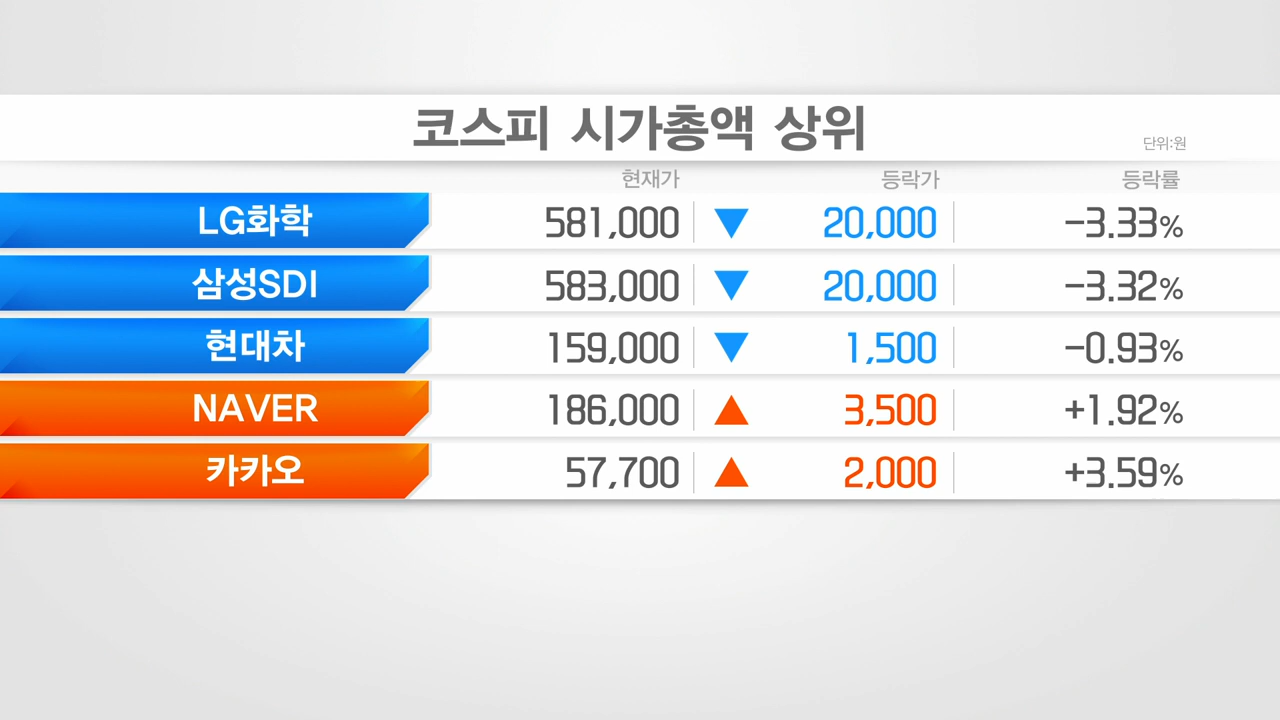 코스피 시가총액 상위
단위:원
현재가 등락가 등락률
LG화학 581,000 ▼ 20,000 -3.33%
삼성SDI 583,000 ▼ 20,000 -3.32%
현대차 159,000 ▼ 1,500 -0.93%
NAVER 186,000 ▲ 3,500 +1.92%
카카오 57,700 ▲ 2,000 +3.59%